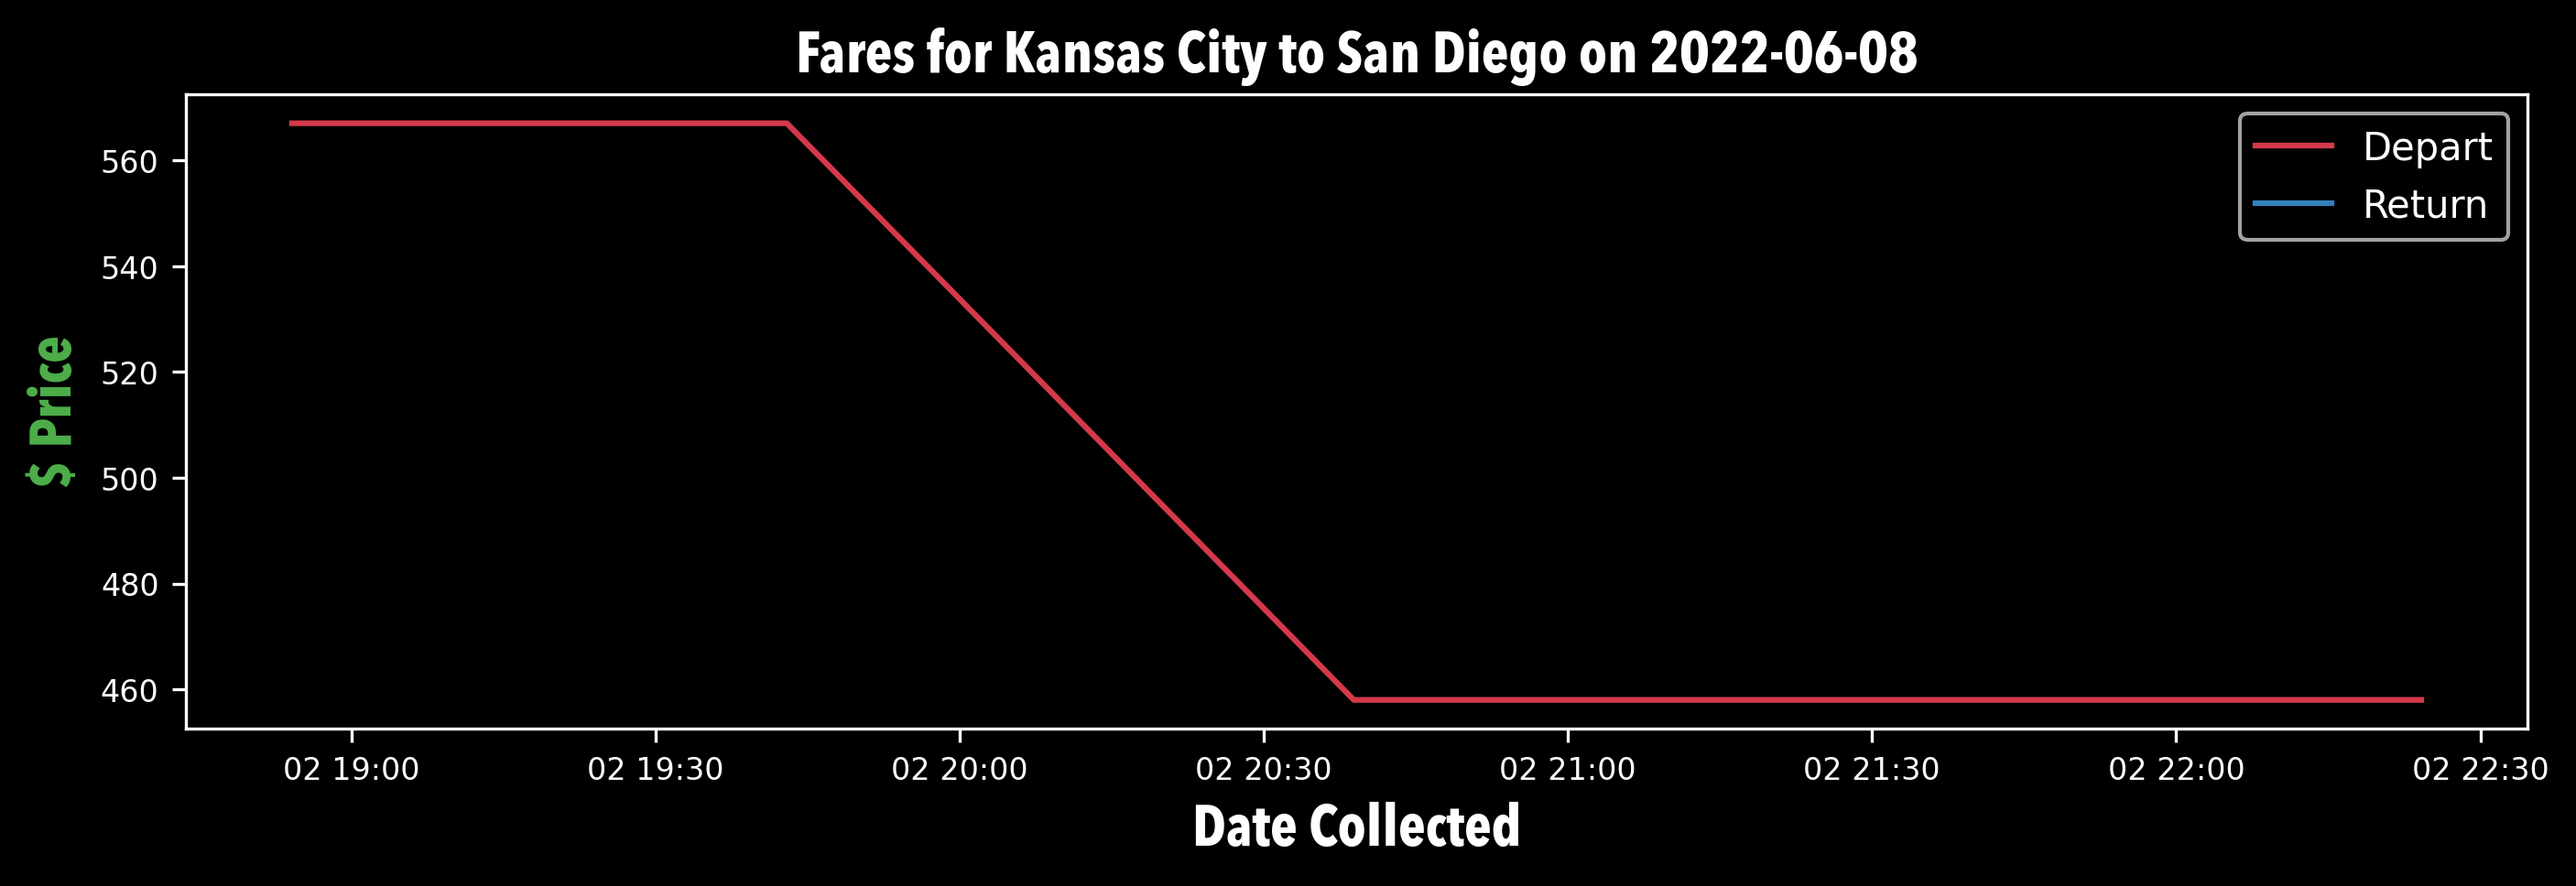 Fares for Kansas City to San Diego on 2022-06-08
Depart
Return
$ Price
560
540
520
500
480
460
02 19:00 02 19:30 02 20:00 02 20:30 02 21:00 02 21:30 02 22:00 02 22:30
Date Collected